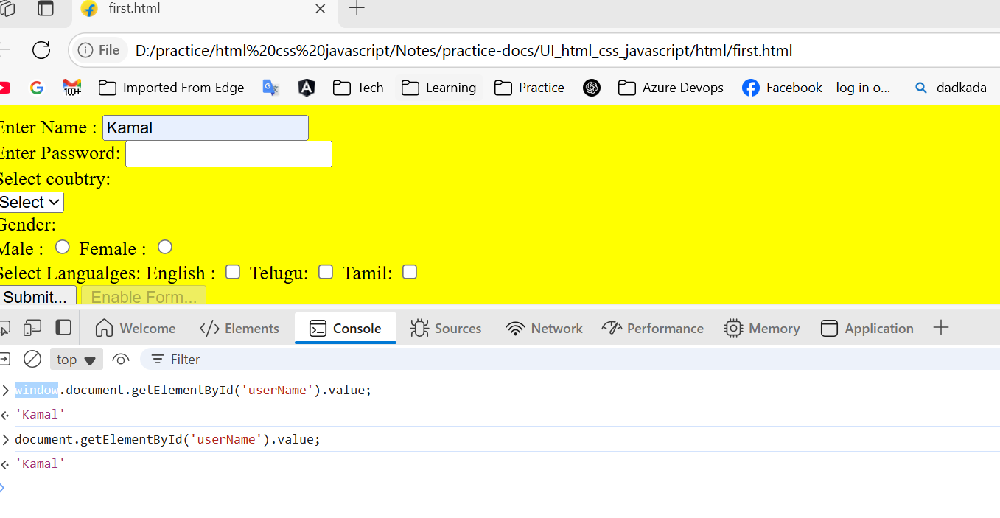 first.html
File D:/practice/html%20css%20javascript/Notes/practice-docs/UI_html_css_javascript/html/first.html
100+ Imported From Edge Tech Learning Practice Azure Devops Facebook – log in o... dadkada -
Enter Name : Kamal
Enter Password:
Select coubtry:
Select
Gender:
Male : Female :
Select Langualges: English : Telugu: Tamil:
Submit... Enable Form...
Welcome </> Elements Console Sources Network Performance Memory Application
top Filter
window.document.getElementById('userName').value;
'Kamal'
document.getElementById('userName').value;
'Kamal'